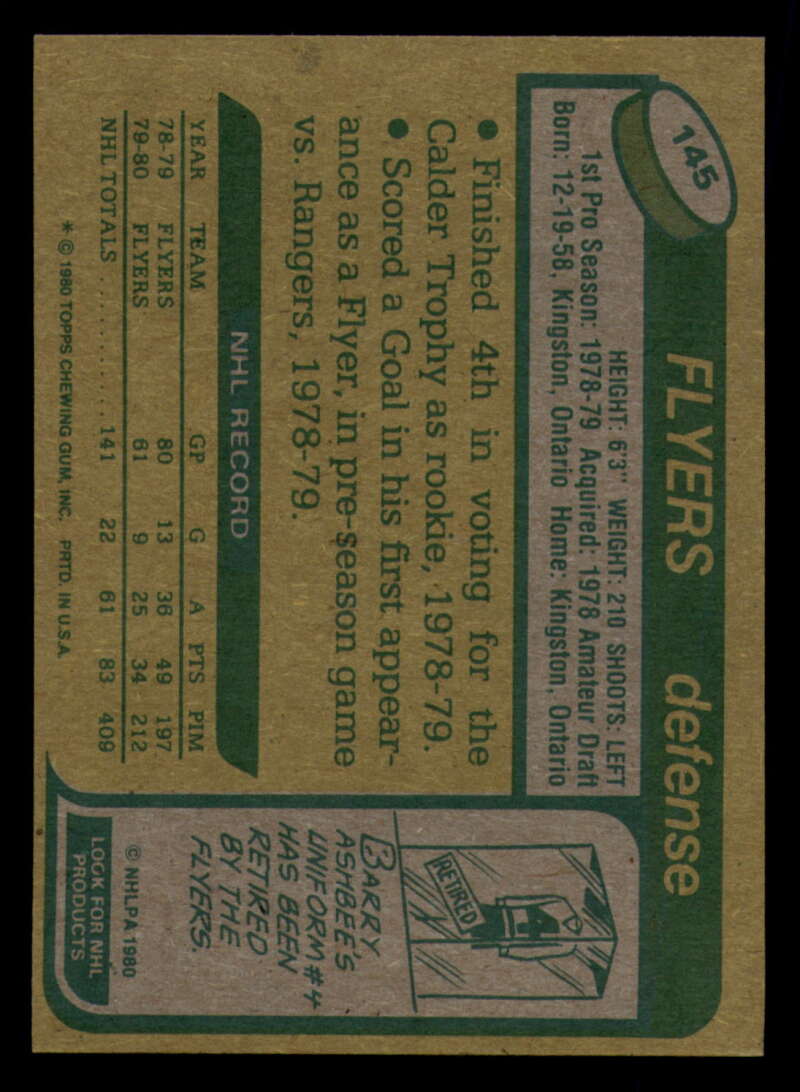 145
FLYERS defense
HEIGHT: 6'3" WEIGHT: 210 SHOOTS: LEFT
1st Pro Season: 1978-79 Acquired: 1978 Amateur Draft
Born: 12-19-58, Kingston, Ontario Home: Kingston, Ontario
• Finished 4th in voting for the
Calder Trophy as rookie, 1978-79.
• Scored a Goal in his first appear-
ance as a Flyer, in pre-season game
vs. Rangers, 1978-79.
NHL RECORD
YEAR TEAM GP G A PTS PIM
78-79 FLYERS 80 13 36 49 197
79-80 FLYERS 61 9 25 34 212
NHL TOTALS ............ 141 22 61 83 409
* © 1980 TOPPS CHEWING GUM, INC. PRTD. IN U.S.A.
4
RETIRED
BARRY
ASHBEE'S
UNIFORM #4
HAS BEEN
RETIRED
BY THE
FLYERS.
© NHLPA 1980
LOOK FOR NHL
PRODUCTS